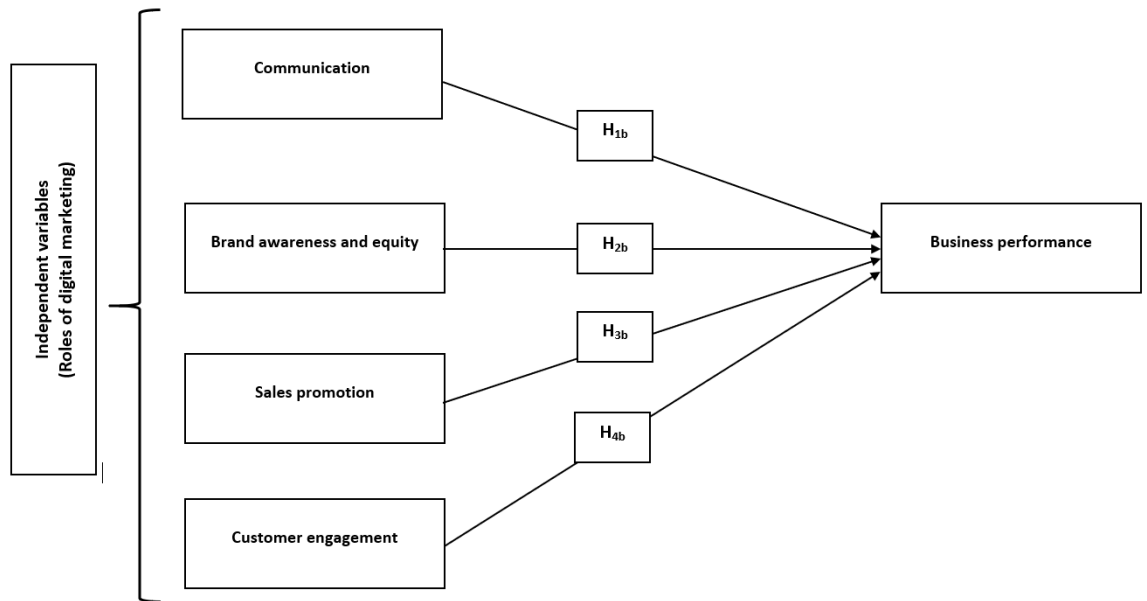 Independent variables
(Roles of digital marketing)
Communication
H1b
Brand awareness and equity
H2b
Business performance
Sales promotion
H3b
Customer engagement
H4b